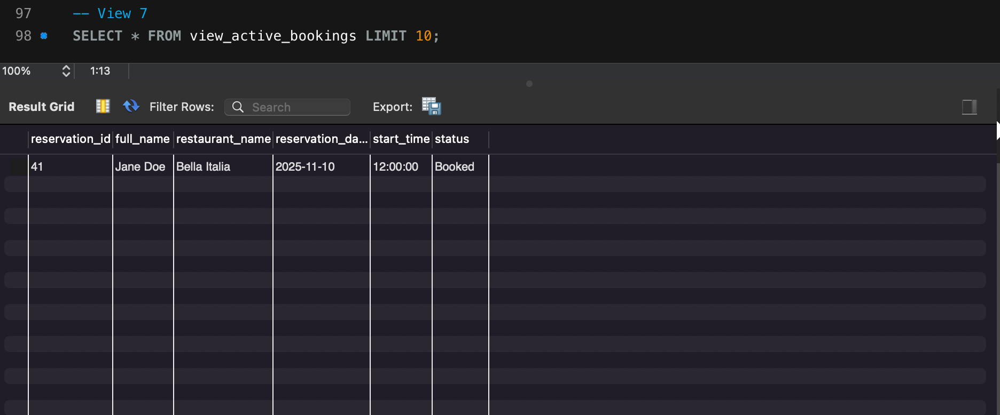 97 -- View 7
98 SELECT * FROM view_active_bookings LIMIT 10;
100% 1:13
Result Grid Filter Rows: Search Export:
reservation_id full_name restaurant_name reservation_da... start_time status
41 Jane Doe Bella Italia 2025-11-10 12:00:00 Booked